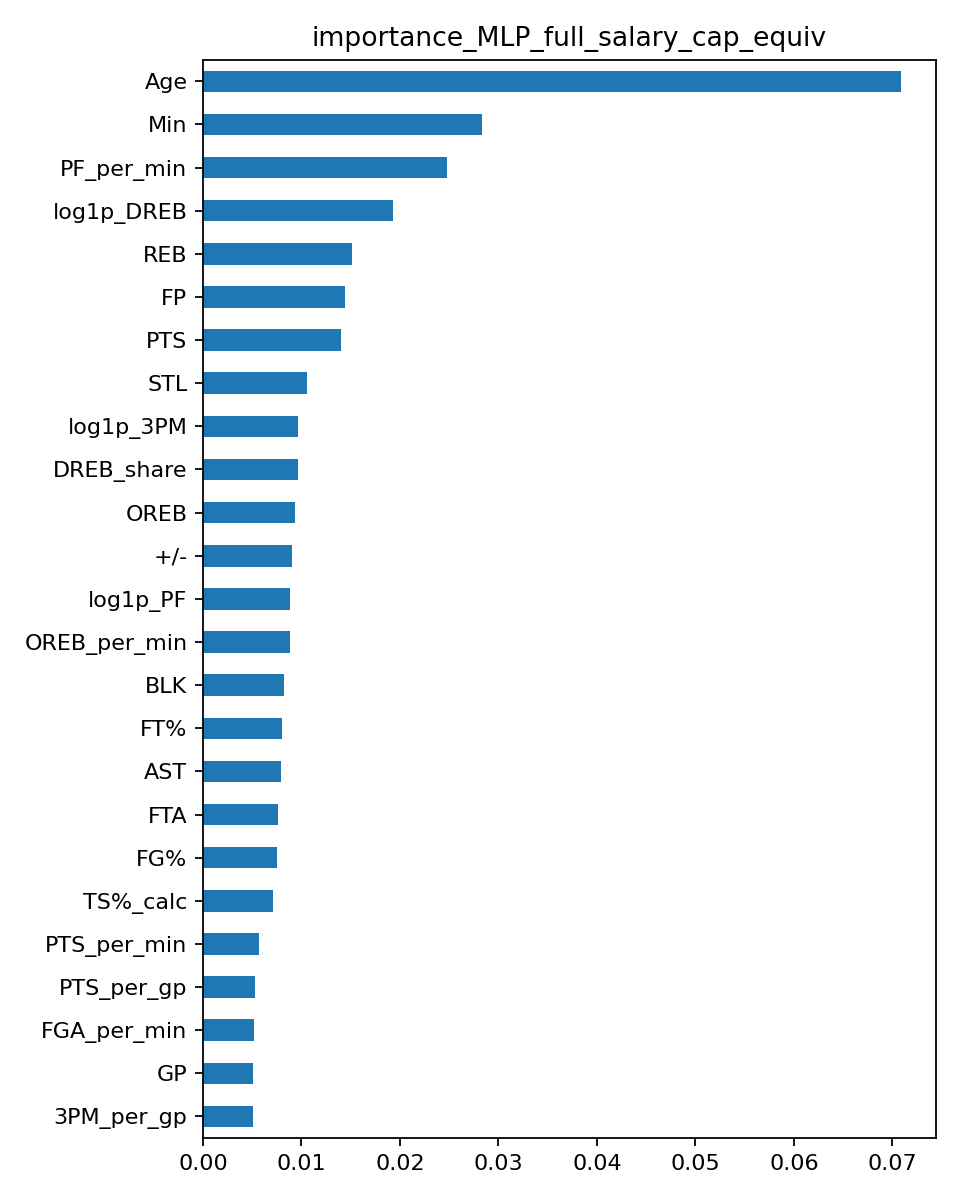 importance_MLP_full_salary_cap_equiv
Age
Min
PF_per_min
log1p_DREB
REB
FP
PTS
STL
log1p_3PM
DREB_share
OREB
+/-
log1p_PF
OREB_per_min
BLK
FT%
AST
FTA
FG%
TS%_calc
PTS_per_min
PTS_per_gp
FGA_per_min
GP
3PM_per_gp
0.00 0.01 0.02 0.03 0.04 0.05 0.06 0.07